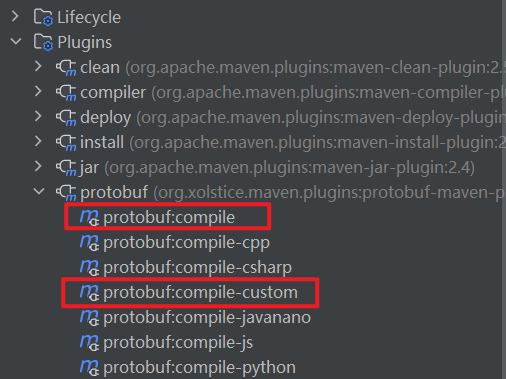 Lifecycle
Plugins
clean (org.apache.maven.plugins:maven-clean-plugin:2.5
compiler (org.apache.maven.plugins:maven-compiler-pl
deploy (org.apache.maven.plugins:maven-deploy-plugin
install (org.apache.maven.plugins:maven-install-plugin:2
jar (org.apache.maven.plugins:maven-jar-plugin:2.4)
protobuf (org.xolstice.maven.plugins:protobuf-maven-p
protobuf:compile
protobuf:compile-cpp
protobuf:compile-csharp
protobuf:compile-custom
protobuf:compile-javanano
protobuf:compile-js
protobuf:compile-python